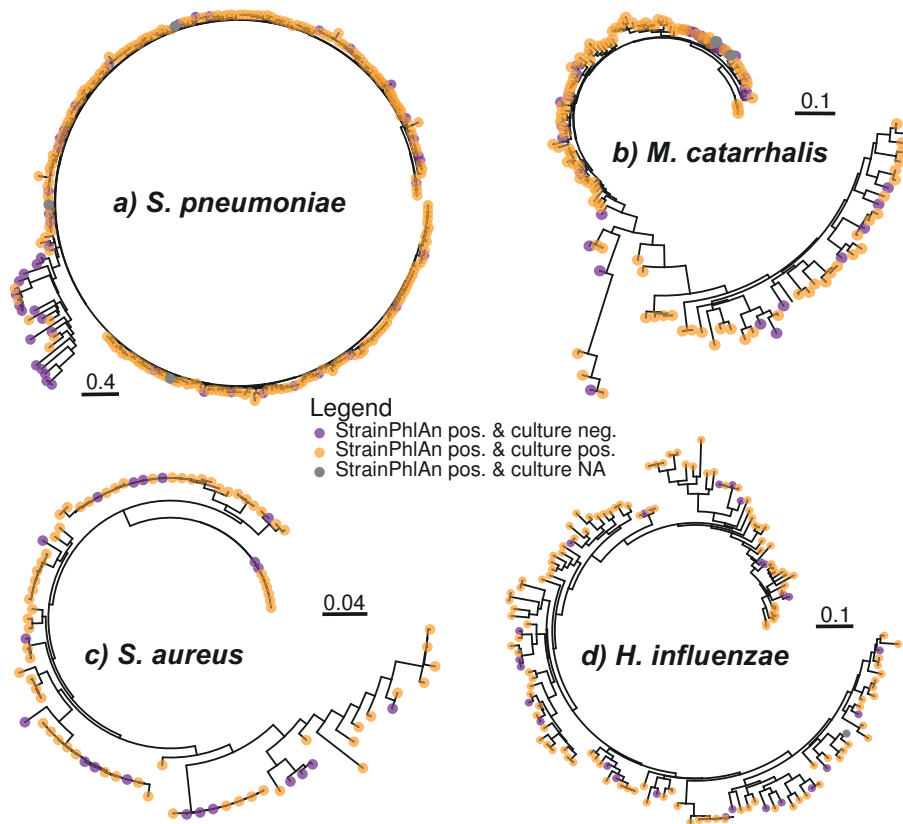 0.1
b) M. catarrhalis
a) S. pneumoniae
0.4
Legend
StrainPhlAn pos. & culture neg.
StrainPhlAn pos. & culture pos.
StrainPhlAn pos. & culture NA
0.04
0.1
c) S. aureus
d) H. influenzae